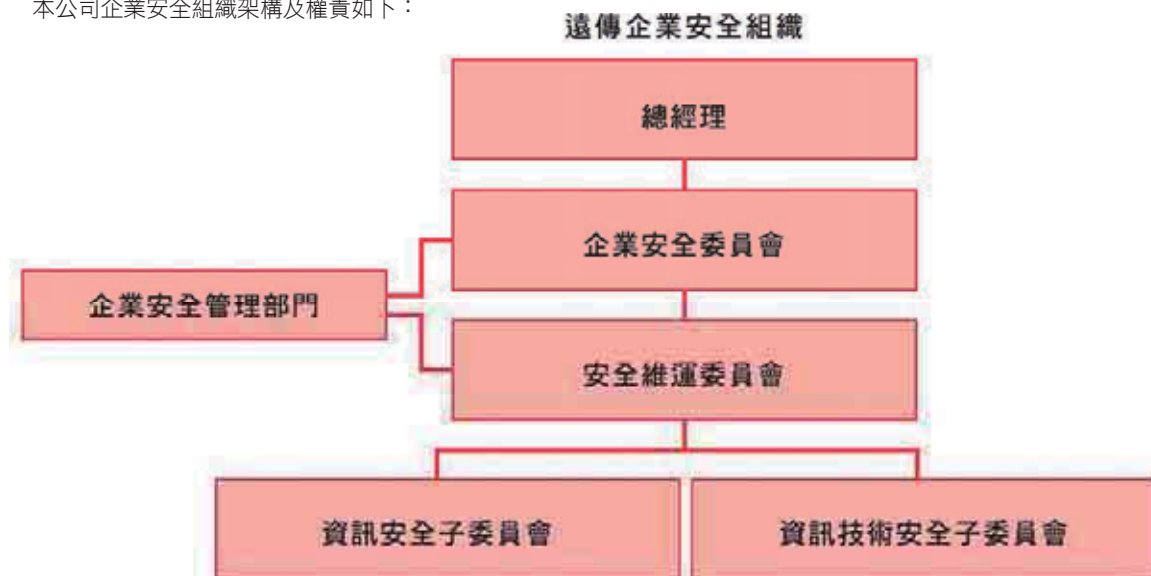 本公司企業安全組織架構及權責如下：
遠傳企業安全組織
總經理
企業安全委員會
企業安全管理部門
安全維運委員會
資訊安全子委員會
資訊技術安全子委員會